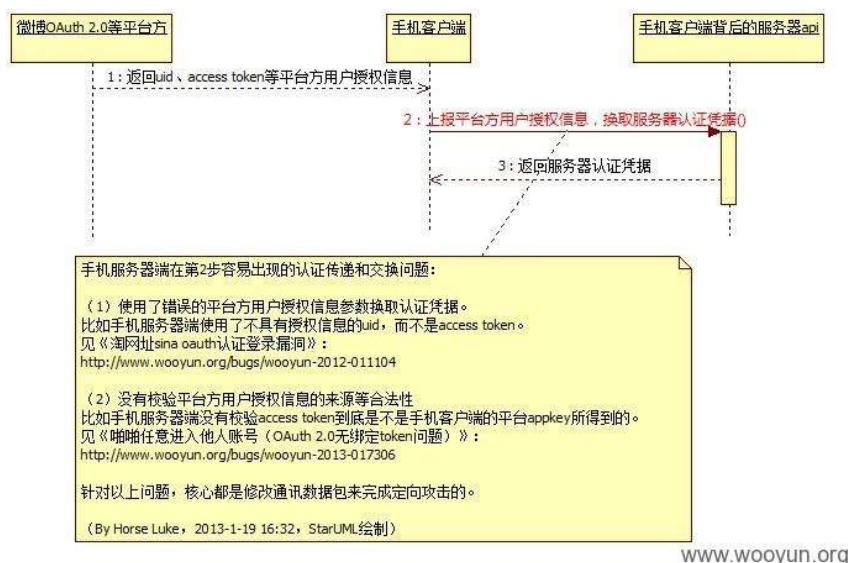 微博OAuth 2.0等平台方
手机客户端
手机客户端背后的服务器api
1：返回uid、access token等平台方用户授权信息
2：上报平台方用户授权信息，换取服务器认证凭据()
3：返回服务器认证凭据
手机服务器端在第2步容易出现的认证传递和交换问题：
（1）使用了错误的平台方用户授权信息参数换取认证凭据。
比如手机服务器端使用了不具有授权信息的uid，而不是access token。
见《淘网址sina oauth认证登录漏洞》：
http://www.wooyun.org/bugs/wooyun-2012-011104
（2）没有校验平台方用户授权信息的来源等合法性
比如手机服务器端没有校验access token到底是不是手机客户端的平台appkey所得到的。
见《啪啪任意进入他人账号（OAuth 2.0无绑定token问题）》：
http://www.wooyun.org/bugs/wooyun-2013-017306
针对以上问题，核心都是修改通讯数据包来完成定向攻击的。
（By Horse Luke，2013-1-19 16:32，StarUML绘制）
www.wooyun.org